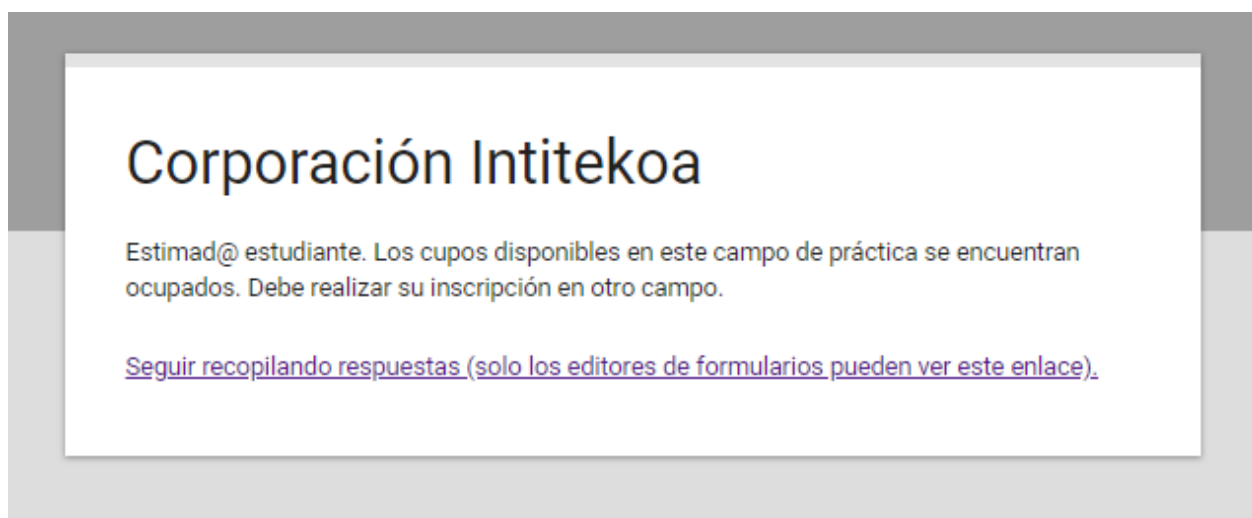 Corporación Intitekoa
Estimad@ estudiante. Los cupos disponibles en este campo de práctica se encuentran
ocupados. Debe realizar su inscripción en otro campo.
Seguir recopilando respuestas (solo los editores de formularios pueden ver este enlace).